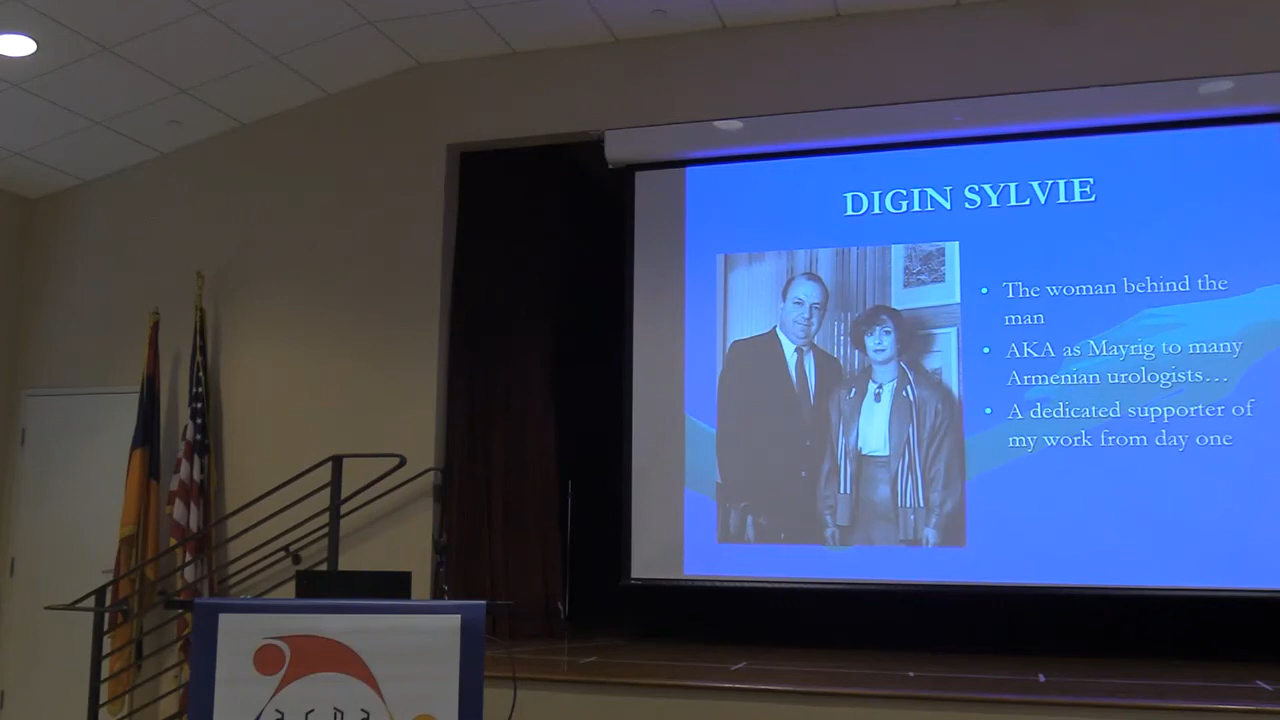 DIGIN SYLVIE
• The woman behind the
man
• AKA as Mayrig to many
Armenian urologists…
• A dedicated supporter of
my work from day one